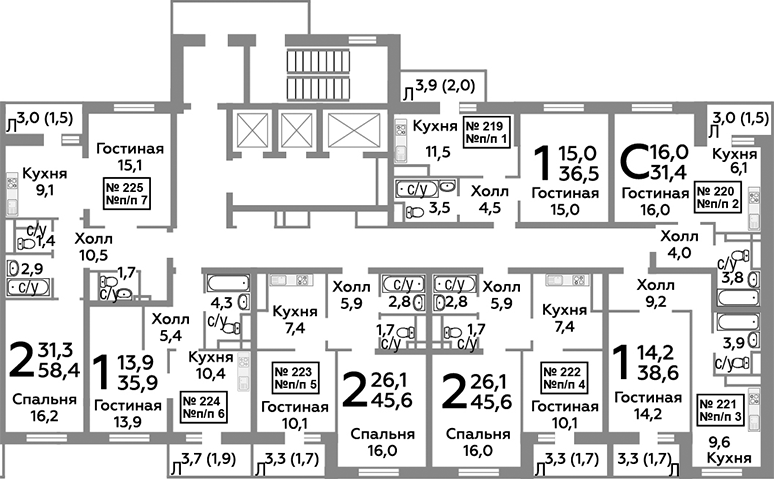 3,0 (1,5)
Л
Кухня
9,1
Гостиная
15,1
№ 225
№п/п 7
с/у
1,4
Холл
10,5
2,9
с/у
1,7
с/у
2 31,3
58,4
Спальня
16,2
3,9 (2,0)
Л
Кухня
11,5
№ 219
№п/п 1
с/у
3,5
Холл
4,5
1 15,0
36,5
Гостиная
15,0
3,0 (1,5)
Л
С 16,0
31,4
Гостиная
16,0
Кухня
6,1
№ 220
№п/п 2
Холл
4,0
с/у
3,8
1 13,9
35,9
Гостиная
13,9
Холл
5,4
4,3
с/у
Кухня
10,4
№ 224
№п/п 6
3,7 (1,9)
Л
Кухня
7,4
Холл
5,9
с/у
2,8
1,7
с/у
№ 223
№п/п 5
Гостиная
10,1
3,3 (1,7)
Л
2 26,1
45,6
Спальня
16,0
с/у
2,8
Холл
5,9
1,7
с/у
Кухня
7,4
2 26,1
45,6
Спальня
16,0
№ 222
№п/п 4
Гостиная
10,1
3,3 (1,7)
Л
Холл
9,2
1 14,2
38,6
Гостиная
14,2
с/у
3,9
№ 221
№п/п 3
9,6
Кухня
3,3 (1,7)
Л